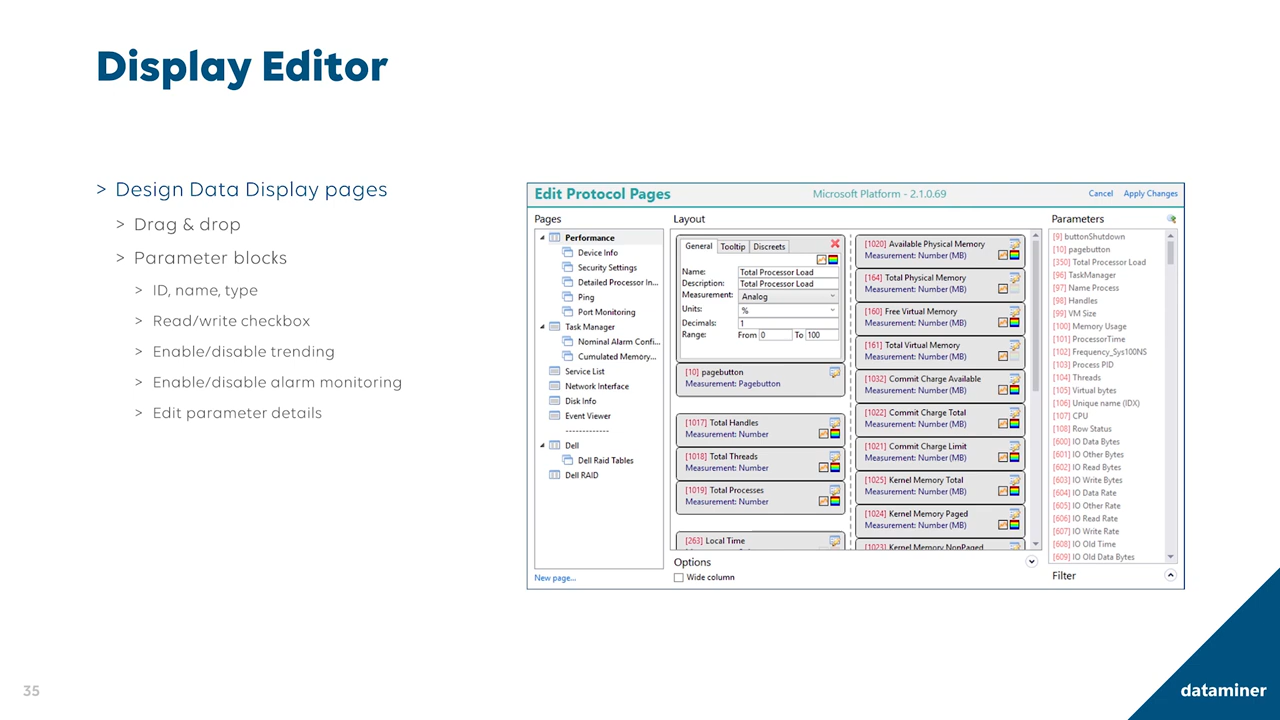 Display Editor
> Design Data Display pages
> Drag & drop
> Parameter blocks
> ID, name, type
> Read/write checkbox
> Enable/disable trending
> Enable/disable alarm monitoring
> Edit parameter details
Edit Protocol Pages
Microsoft Platform - 2.1.0.69
Cancel
Apply Changes
Pages
Performance
Device Info
Security Settings
Detailed Processor In...
Ping
Port Monitoring
Task Manager
Nominal Alarm Confi...
Cumulated Memory...
Service List
Network Interface
Disk Info
Event Viewer
-------------
Dell
Dell Raid Tables
Dell RAID
New page...
Layout
General Tooltip Discreets
Name: Total Processor Load
Description: Total Processor Load
Measurement: Analog
Units: %
Decimals: 1
Range: From 0 To 100
[10] pagebutton
Measurement: Pagebutton
[1017] Total Handles
Measurement: Number
[1018] Total Threads
Measurement: Number
[1019] Total Processes
Measurement: Number
[263] Local Time
[1020] Available Physical Memory
Measurement: Number (MB)
[164] Total Physical Memory
Measurement: Number (MB)
[160] Free Virtual Memory
Measurement: Number (MB)
[161] Total Virtual Memory
Measurement: Number (MB)
[1032] Commit Charge Available
Measurement: Number (MB)
[1022] Commit Charge Total
Measurement: Number (MB)
[1021] Commit Charge Limit
Measurement: Number (MB)
[1025] Kernel Memory Total
Measurement: Number (MB)
[1024] Kernel Memory Paged
Measurement: Number (MB)
[1023] Kernel Memory NonPaged
Options
Wide column
Parameters
[9] buttonShutdown
[10] pagebutton
[350] Total Processor Load
[96] TaskManager
[97] Name Process
[98] Handles
[99] VM Size
[100] Memory Usage
[101] ProcessorTime
[102] Frequency_Sys100NS
[103] Process PID
[104] Threads
[105] Virtual bytes
[106] Unique name (IDX)
[107] CPU
[108] Row Status
[600] IO Data Bytes
[601] IO Other Bytes
[602] IO Read Bytes
[603] IO Write Bytes
[604] IO Data Rate
[605] IO Other Rate
[606] IO Read Rate
[607] IO Write Rate
[608] IO Old Time
[609] IO Old Data Bytes
Filter
35
dataminer